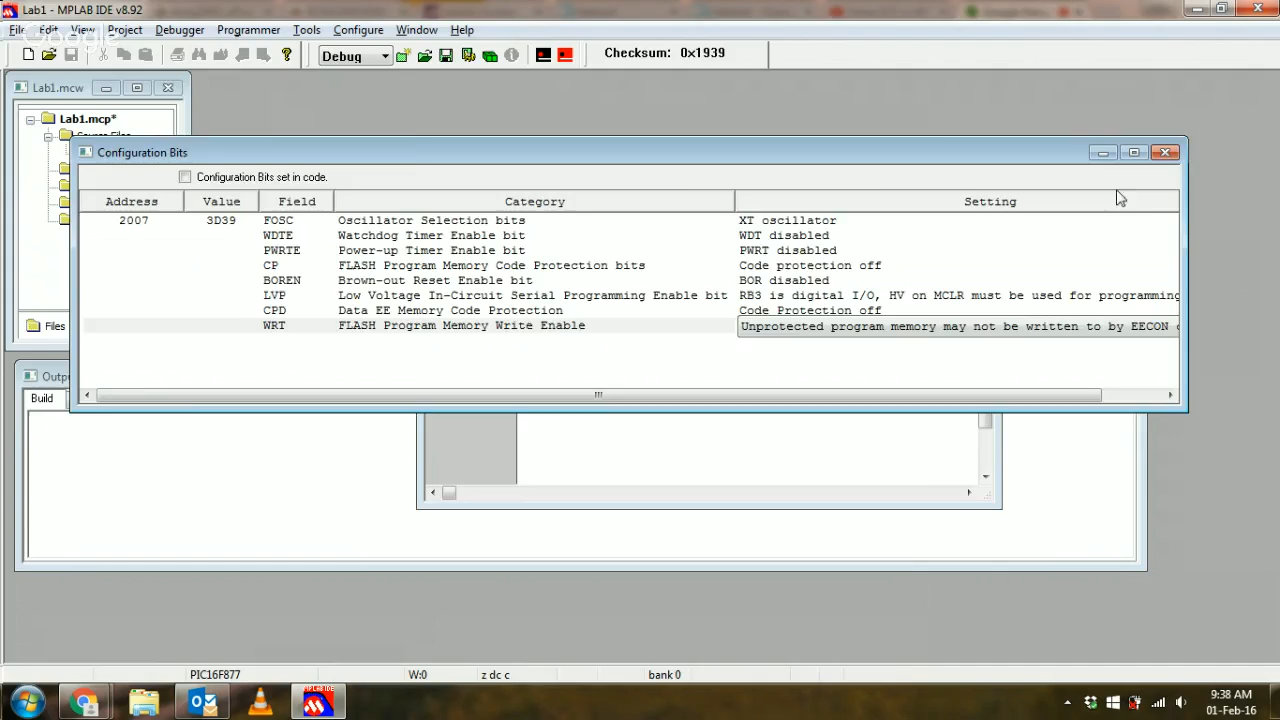 Lab1 - MPLAB IDE v8.92
File Edit View Project Debugger Programmer Tools Configure Window Help
Google
Debug
Checksum: 0x1939
Lab1.mcw
Lab1.mcp*
Source Files
Configuration Bits
Configuration Bits set in code.
Address Value Field Category Setting
2007 3D39 FOSC Oscillator Selection bits XT oscillator
WDTE Watchdog Timer Enable bit WDT disabled
PWRTE Power-up Timer Enable bit PWRT disabled
CP FLASH Program Memory Code Protection bits Code protection off
BOREN Brown-out Reset Enable bit BOR disabled
LVP Low Voltage In-Circuit Serial Programming Enable bit RB3 is digital I/O, HV on MCLR must be used for programming
CPD Data EE Memory Code Protection Code Protection off
WRT FLASH Program Memory Write Enable Unprotected program memory may not be written to by EECON
Files
Outpu
Build
PIC16F877 W:0 z dc c bank 0
MPLAB IDE
9:38 AM
01-Feb-16